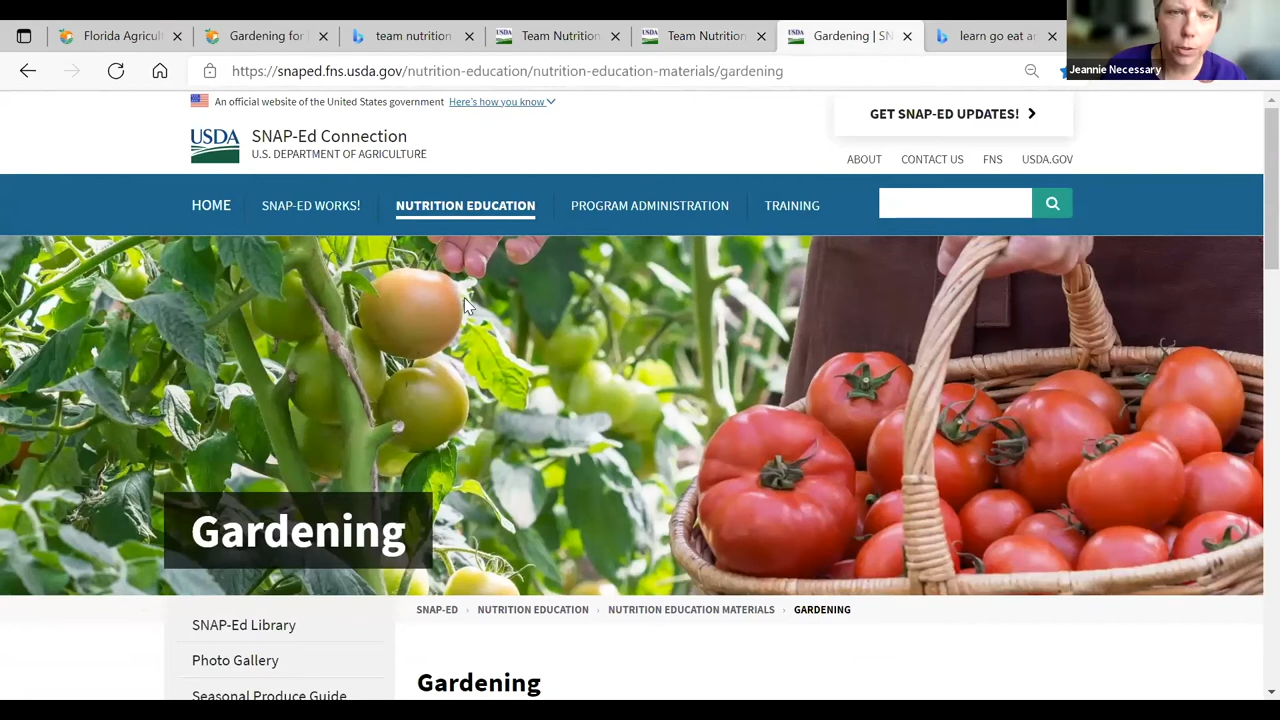 Florida Agricult
Gardening for
team nutrition
Team Nutrition
Team Nutrition
Gardening | SN
learn go eat a
Jeannie Necessary
https://snaped.fns.usda.gov/nutrition-education/nutrition-education-materials/gardening
An official website of the United States government Here's how you know
GET SNAP-ED UPDATES!
USDA
SNAP-Ed Connection
U.S. DEPARTMENT OF AGRICULTURE
ABOUT CONTACT US FNS USDA.GOV
HOME SNAP-ED WORKS! NUTRITION EDUCATION PROGRAM ADMINISTRATION TRAINING
Gardening
SNAP-ED › NUTRITION EDUCATION › NUTRITION EDUCATION MATERIALS › GARDENING
SNAP-Ed Library
Photo Gallery
Seasonal Produce Guide
Gardening